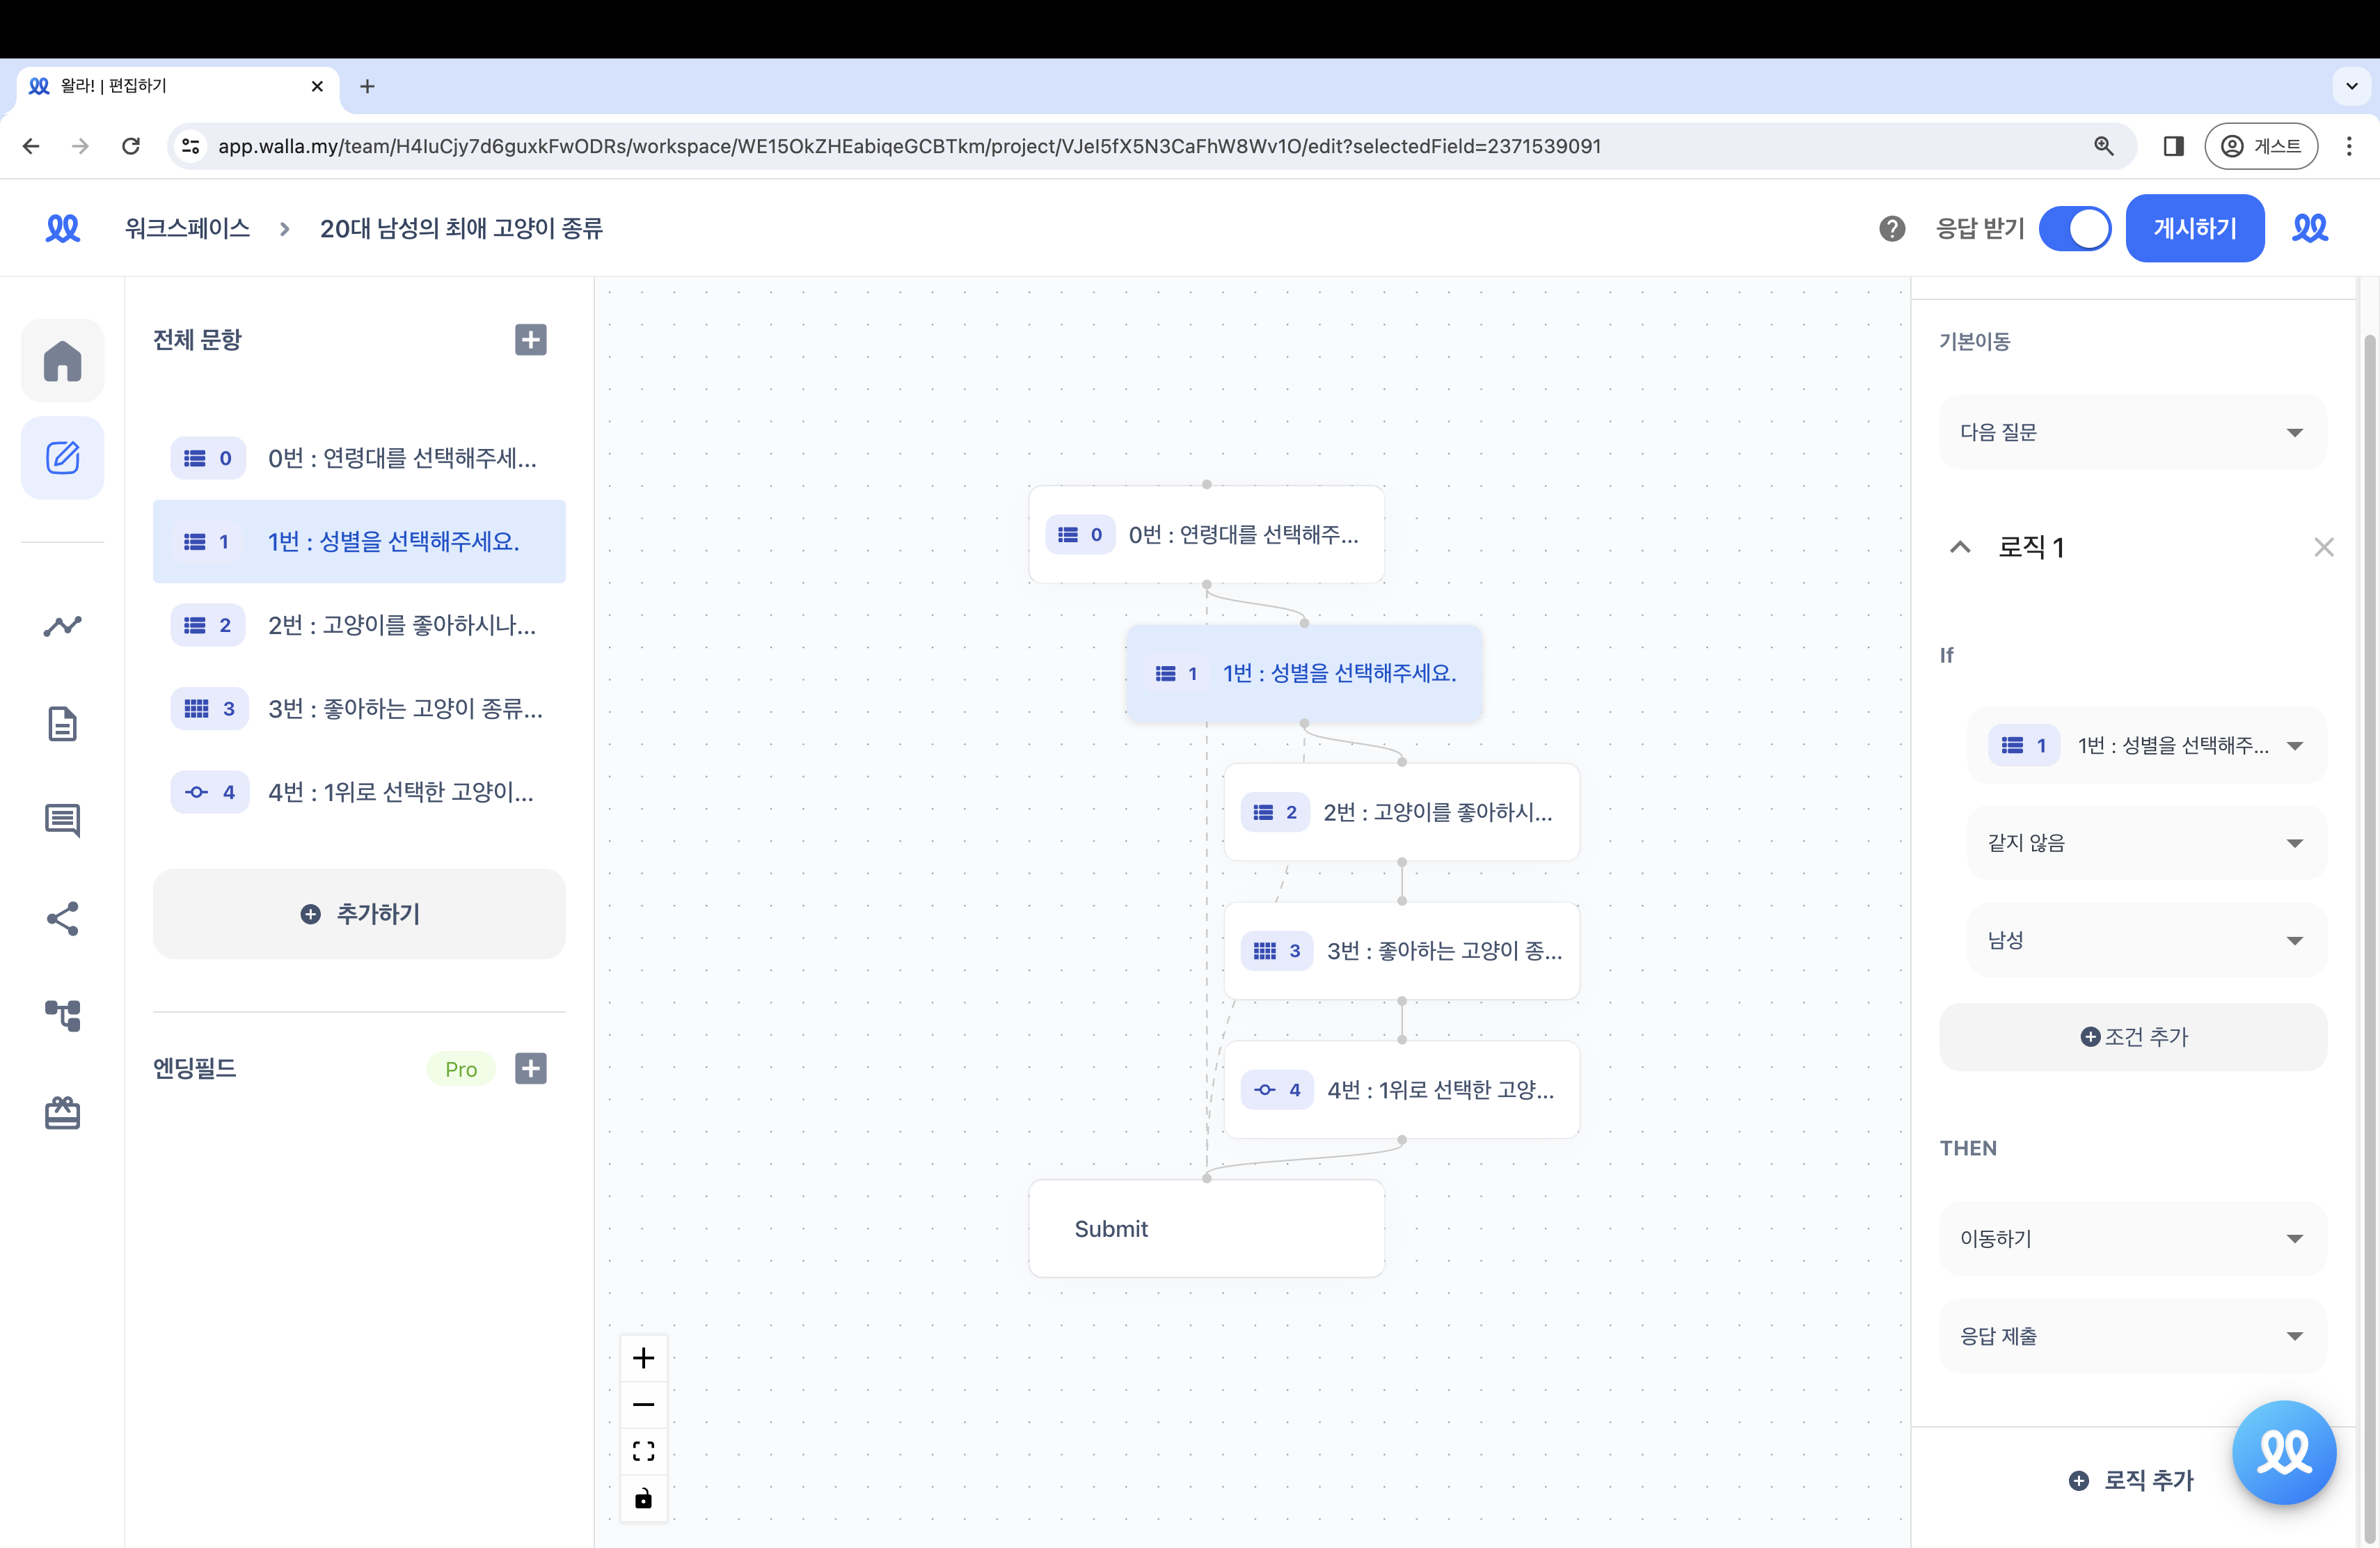 왈라! | 편집하기
app.walla.my/team/H4IuCjy7d6guxkFwODRs/workspace/WE15OkZHEabiqeGCBTkm/project/VJeI5fX5N3CaFhW8Wv1O/edit?selectedField=2371539091
게스트
워크스페이스
20대 남성의 최애 고양이 종류
응답 받기
게시하기
전체 문항
0 0번 : 연령대를 선택해주세...
1 1번 : 성별을 선택해주세요.
2 2번 : 고양이를 좋아하시나...
3 3번 : 좋아하는 고양이 종류...
4 4번 : 1위로 선택한 고양이...
추가하기
엔딩필드 Pro
0 0번 : 연령대를 선택해주...
1 1번 : 성별을 선택해주세요.
2 2번 : 고양이를 좋아하시...
3 3번 : 좋아하는 고양이 종...
4 4번 : 1위로 선택한 고양...
Submit
기본이동
다음 질문
로직 1
If
1 1번 : 성별을 선택해주...
같지 않음
남성
조건 추가
THEN
이동하기
응답 제출
로직 추가